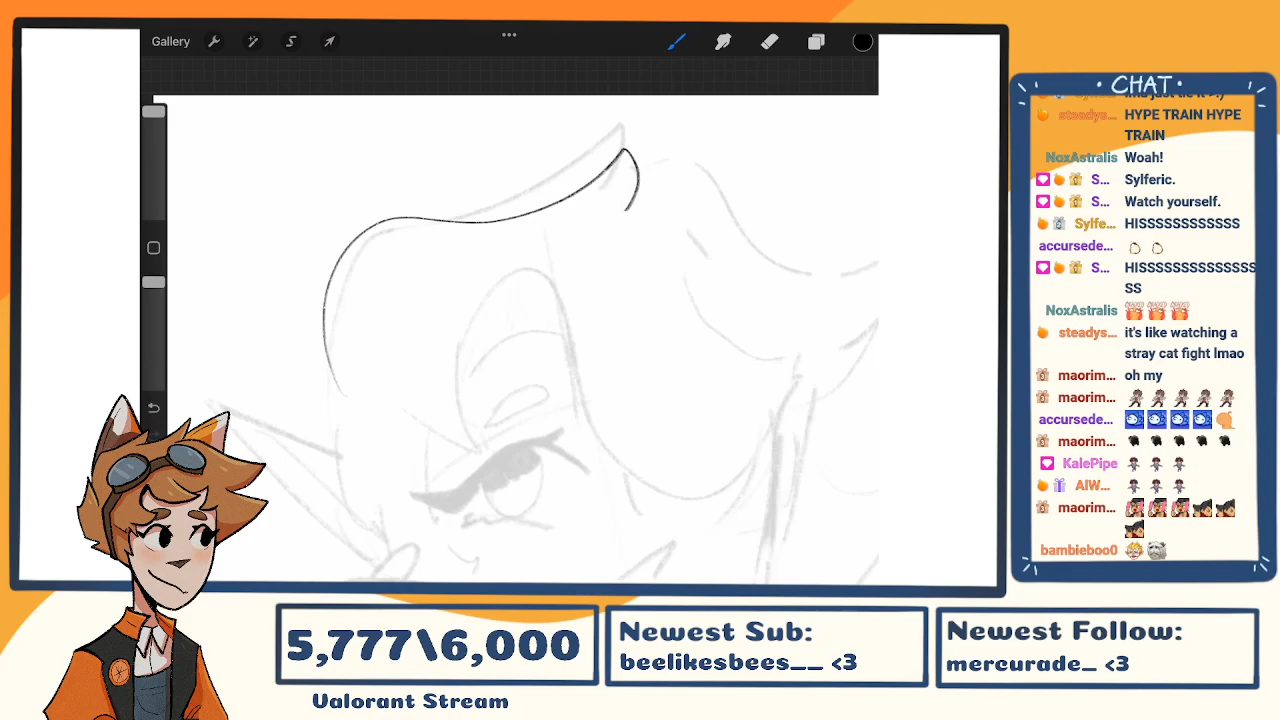 Gallery
• CHAT •
steadys... HYPE TRAIN HYPE
TRAIN
NoxAstralis Woah!
S... Sylferic.
S... Watch yourself.
Sylfe... HISSSSSSSSSSSS
accursede...
S... HISSSSSSSSSSSSSS
SS
NoxAstralis
steadys... it's like watching a
stray cat fight lmao
maorim... oh my
maorim...
accursede...
maorim...
KalePipe
AlW...
maorim...
bambieboo0
5,777\6,000
Valorant Stream
Newest Sub:
beelikesbees__ <3
Newest Follow:
mercurade_ <3